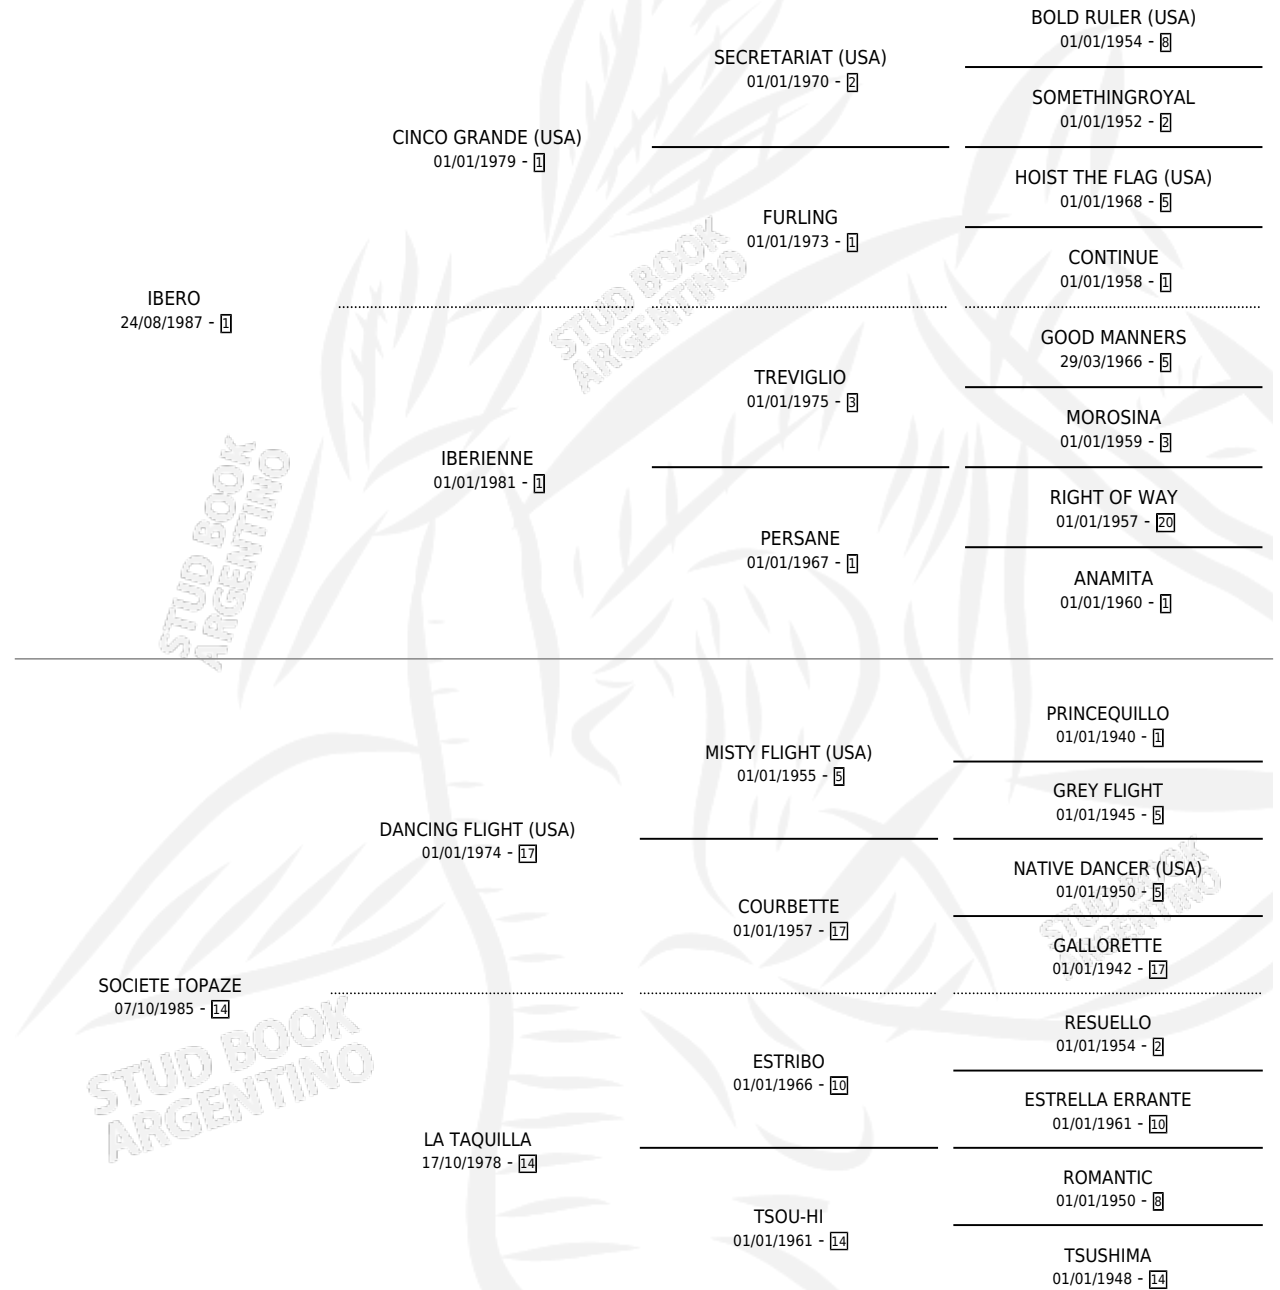 BOLD RULER (USA)
01/01/1954 - 8
SECRETARIAT (USA)
01/01/1970 - 2
SOMETHINGROYAL
01/01/1952 - 2
CINCO GRANDE (USA)
01/01/1979 - 1
HOIST THE FLAG (USA)
01/01/1968 - 5
FURLING
01/01/1973 - 1
CONTINUE
01/01/1958 - 1
IBERO
24/08/1987 - 1
STUD BOOK
ARGENTINO
GOOD MANNERS
29/03/1966 - 5
TREVIGLIO
01/01/1975 - 3
MOROSINA
01/01/1959 - 3
IBERIENNE
01/01/1981 - 1
RIGHT OF WAY
01/01/1957 - 20
PERSANE
01/01/1967 - 1
ANAMITA
01/01/1960 - 1
STUD BOOK
ARGENTINO
PRINCEQUILLO
01/01/1940 - 1
MISTY FLIGHT (USA)
01/01/1955 - 5
GREY FLIGHT
01/01/1945 - 5
DANCING FLIGHT (USA)
01/01/1974 - 17
NATIVE DANCER (USA)
01/01/1950 - 5
STUD BOOK
ARGENTINO
COURBETTE
01/01/1957 - 17
GALLORETTE
01/01/1942 - 17
SOCIETE TOPAZE
07/10/1985 - 14
STUD BOOK
ARGENTINO
RESUELLO
01/01/1954 - 2
ESTRIBO
01/01/1966 - 10
ESTRELLA ERRANTE
01/01/1961 - 10
LA TAQUILLA
17/10/1978 - 14
ROMANTIC
01/01/1950 - 8
TSOU-HI
01/01/1961 - 14
TSUSHIMA
01/01/1948 - 14